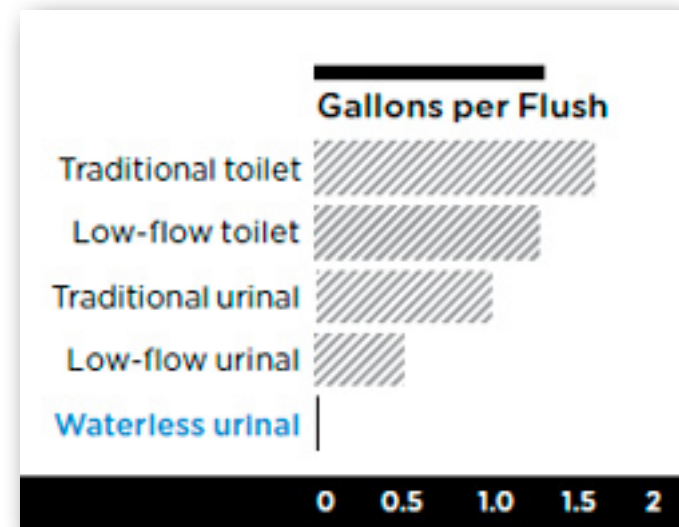 Gallons per Flush
Traditional toilet
Low-flow toilet
Traditional urinal
Low-flow urinal
Waterless urinal
0 0.5 1.0 1.5 2